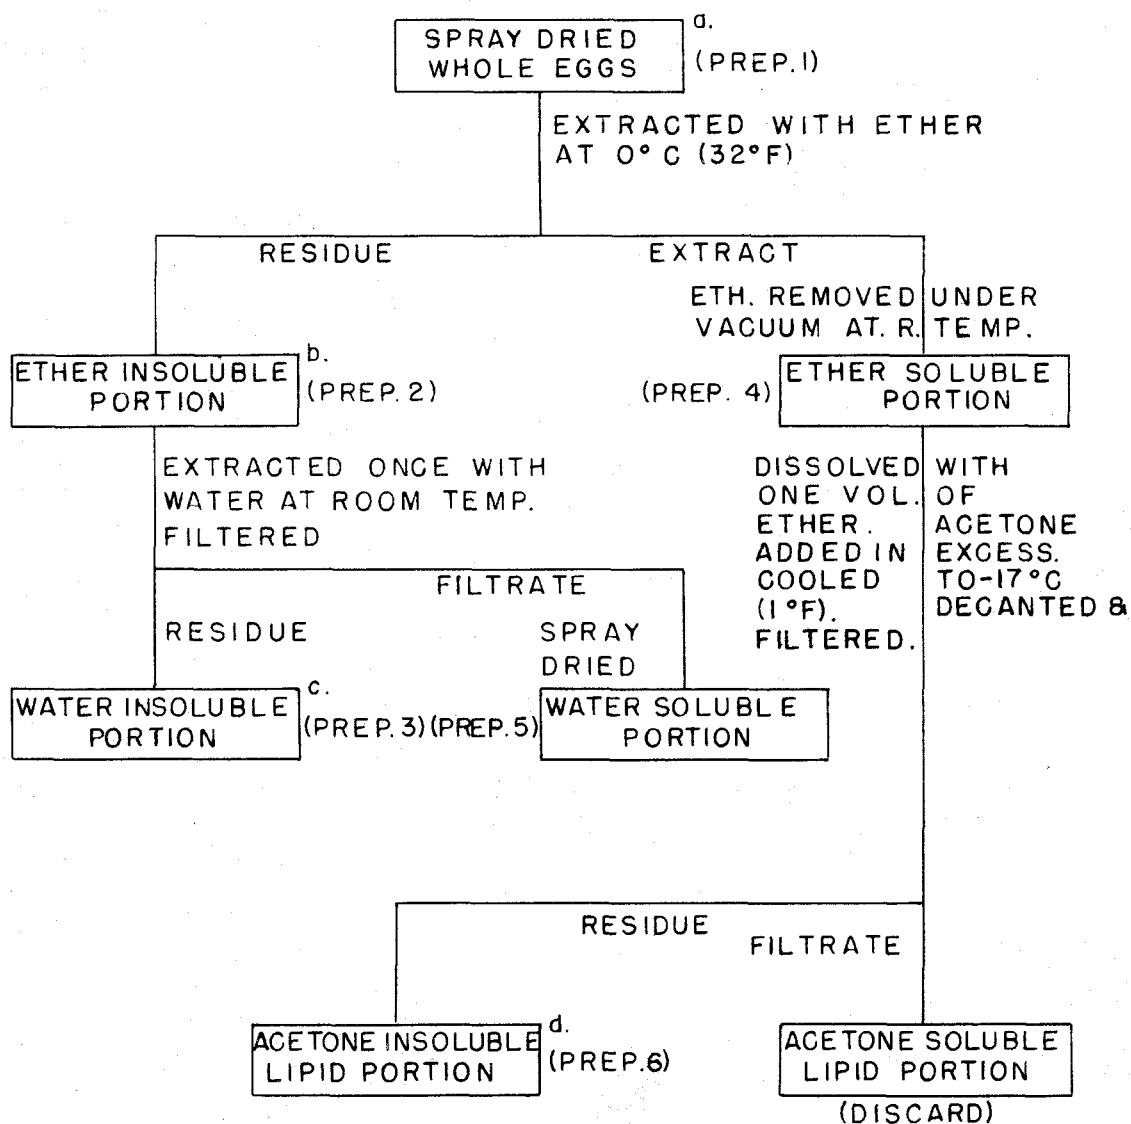 a.
SPRAY DRIED
WHOLE EGGS
(PREP. 1)
EXTRACTED WITH ETHER
AT 0° C (32°F)
RESIDUE
EXTRACT
ETH. REMOVED UNDER
VACUUM AT. R. TEMP.
b.
ETHER INSOLUBLE
PORTION
(PREP. 2)
(PREP. 4)
ETHER SOLUBLE
PORTION
EXTRACTED ONCE WITH
WATER AT ROOM TEMP.
FILTERED
DISSOLVED WITH
ONE VOL. OF
ETHER. ACETONE
ADDED IN EXCESS.
COOLED TO-17°C
(1°F). DECANTED &
FILTERED.
FILTRATE
RESIDUE
SPRAY
DRIED
c.
WATER INSOLUBLE
PORTION
(PREP. 3)
(PREP. 5)
WATER SOLUBLE
PORTION
RESIDUE
FILTRATE
d.
ACETONE INSOLUBLE
LIPID PORTION
(PREP.6)
ACETONE SOLUBLE
LIPID PORTION
(DISCARD)